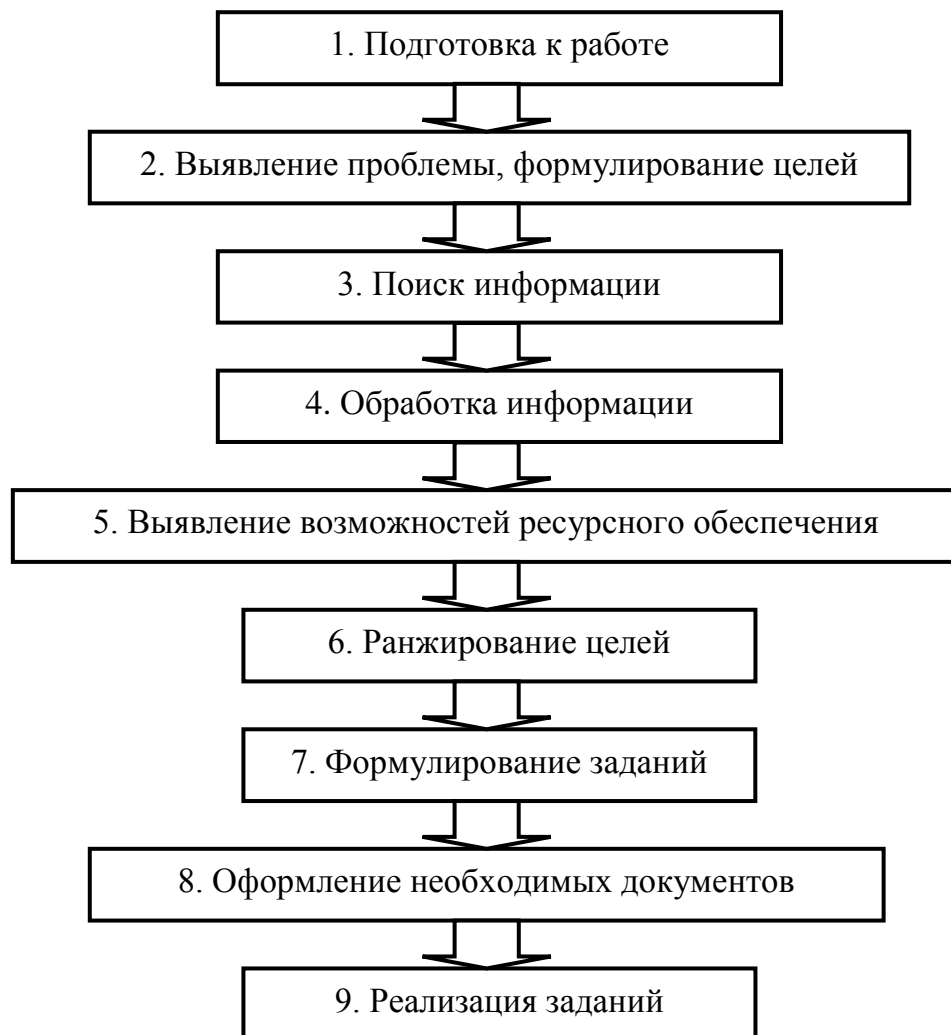 1. Подготовка к работе
2. Выявление проблемы, формулирование целей
3. Поиск информации
4. Обработка информации
5. Выявление возможностей ресурсного обеспечения
6. Ранжирование целей
7. Формулирование заданий
8. Оформление необходимых документов
9. Реализация заданий